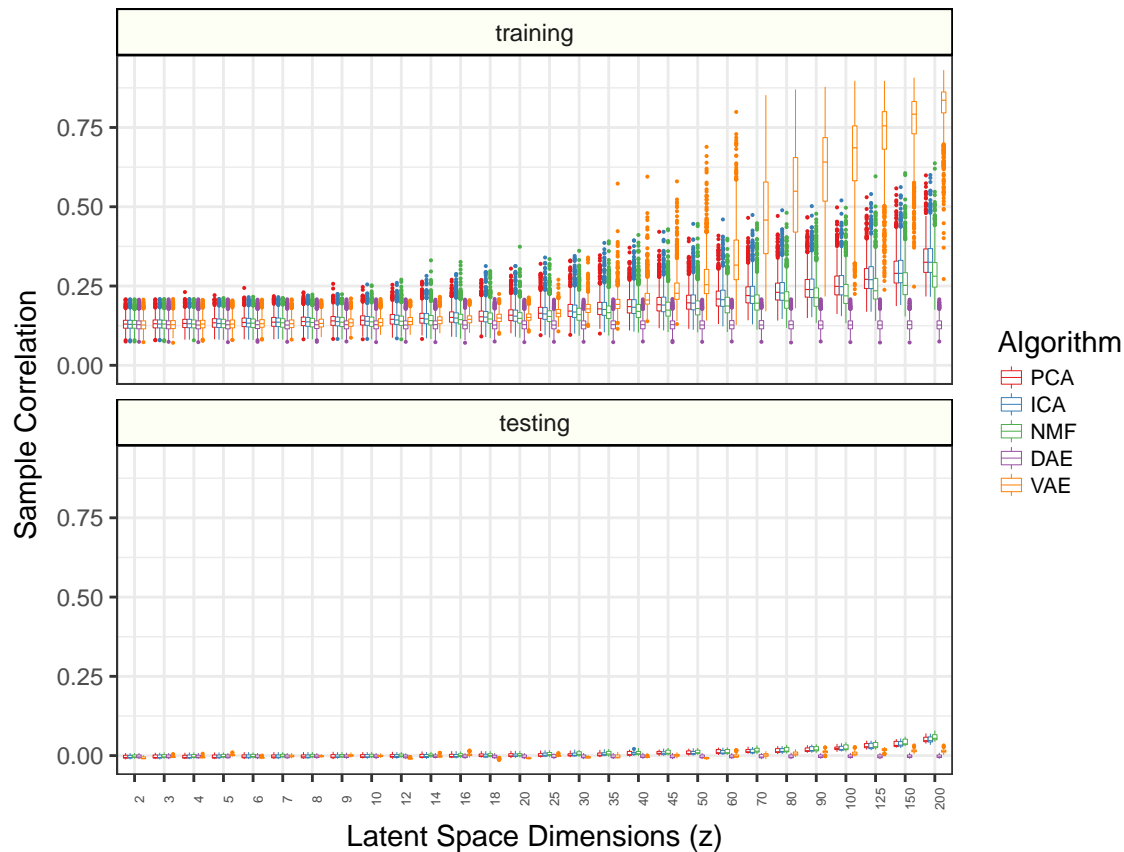 training
0.75
0.50
0.25
0.00
testing
0.75
0.50
0.25
0.00
Sample Correlation
2 3 4 5 6 7 8 9 10 12 14 16 18 20 25 30 35 40 45 50 60 70 80 90 100 125 150 200
Latent Space Dimensions (z)
Algorithm
PCA
ICA
NMF
DAE
VAE